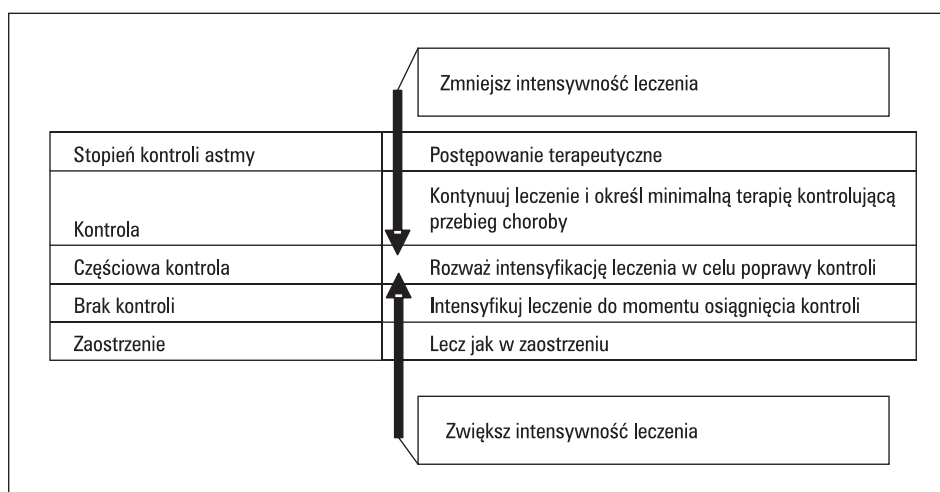 Zmniejsz intensywność leczenia
Stopień kontroli astmy
Postępowanie terapeutyczne
Kontrola
Kontynuuj leczenie i określ minimalną terapię kontrolującą
przebieg choroby
Częściowa kontrola
Rozważ intensyfikację leczenia w celu poprawy kontroli
Brak kontroli
Intensyfikuj leczenie do momentu osiągnięcia kontroli
Zaostrzenie
Lecz jak w zaostrzeniu
Zwiększ intensywność leczenia